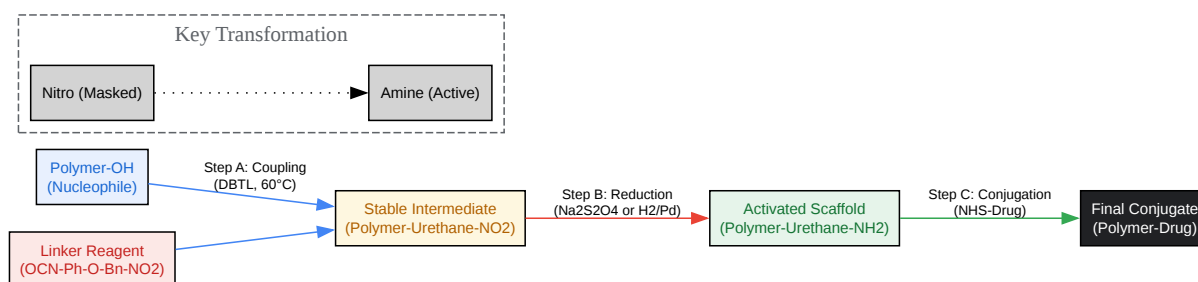 Key Transformation
Nitro (Masked)
Amine (Active)
Polymer-OH
(Nucleophile)
Step A: Coupling
(DBTL, 60°C)
Linker Reagent
(OCN-Ph-O-Bn-NO2)
Stable Intermediate
(Polymer-Urethane-NO2)
Step B: Reduction
(Na2S2O4 or H2/Pd)
Activated Scaffold
(Polymer-Urethane-NH2)
Step C: Conjugation
(NHS-Drug)
Final Conjugate
(Polymer-Drug)